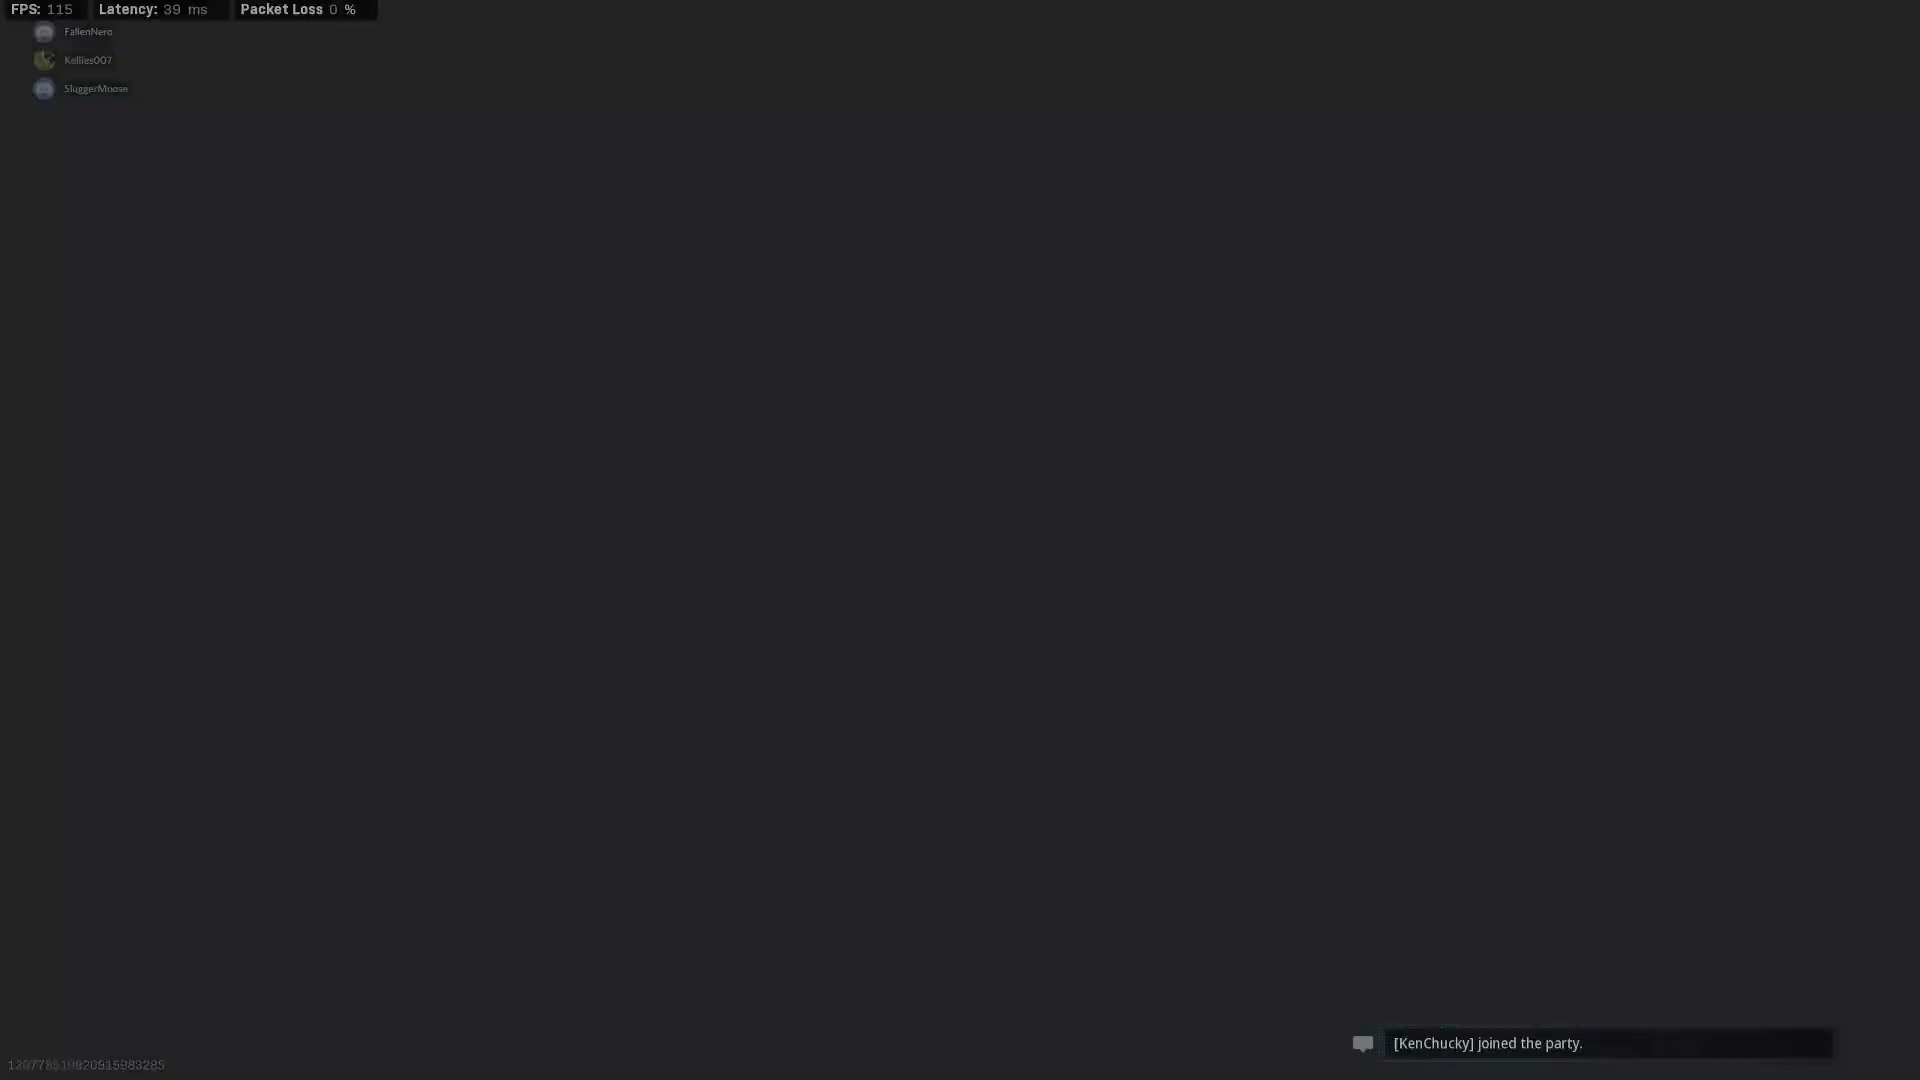 FPS: 115 Latency: 39 ms Packet Loss 0 %
FallenNero
Kellies007
SluggerMoose
[KenChucky] joined the party.